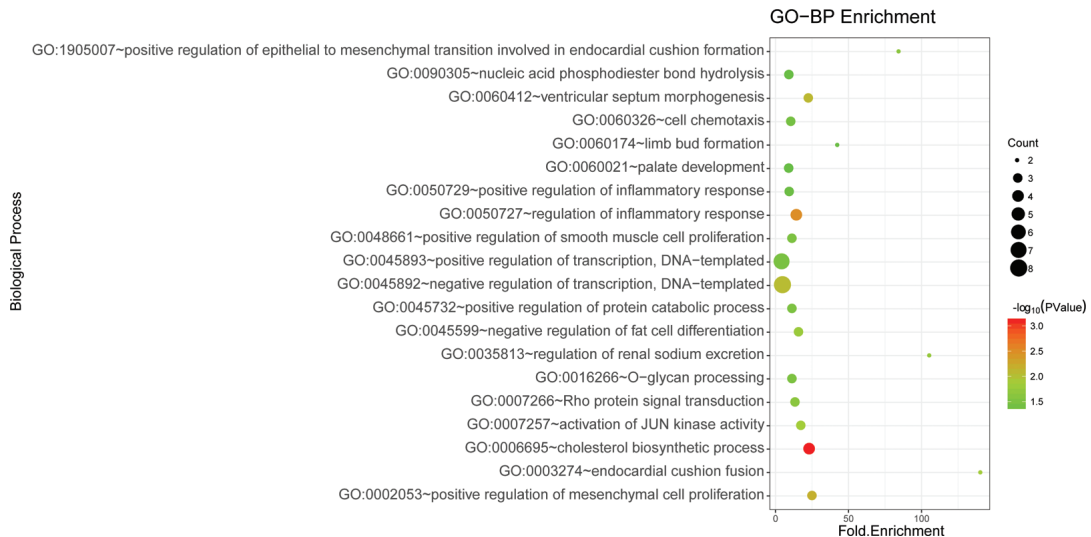 GO−BP Enrichment
GO:1905007~positive regulation of epithelial to mesenchymal transition involved in endocardial cushion formation
GO:0090305~nucleic acid phosphodiester bond hydrolysis
GO:0060412~ventricular septum morphogenesis
GO:0060326~cell chemotaxis
GO:0060174~limb bud formation
GO:0060021~palate development
GO:0050729~positive regulation of inflammatory response
GO:0050727~regulation of inflammatory response
GO:0048661~positive regulation of smooth muscle cell proliferation
GO:0045893~positive regulation of transcription, DNA−templated
GO:0045892~negative regulation of transcription, DNA−templated
GO:0045732~positive regulation of protein catabolic process
GO:0045599~negative regulation of fat cell differentiation
GO:0035813~regulation of renal sodium excretion
GO:0016266~O−glycan processing
GO:0007266~Rho protein signal transduction
GO:0007257~activation of JUN kinase activity
GO:0006695~cholesterol biosynthetic process
GO:0003274~endocardial cushion fusion
GO:0002053~positive regulation of mesenchymal cell proliferation
Biological Process
0 50 100
Fold.Enrichment
Count
2
3
4
5
6
7
8
-log10(PValue)
3.0
2.5
2.0
1.5